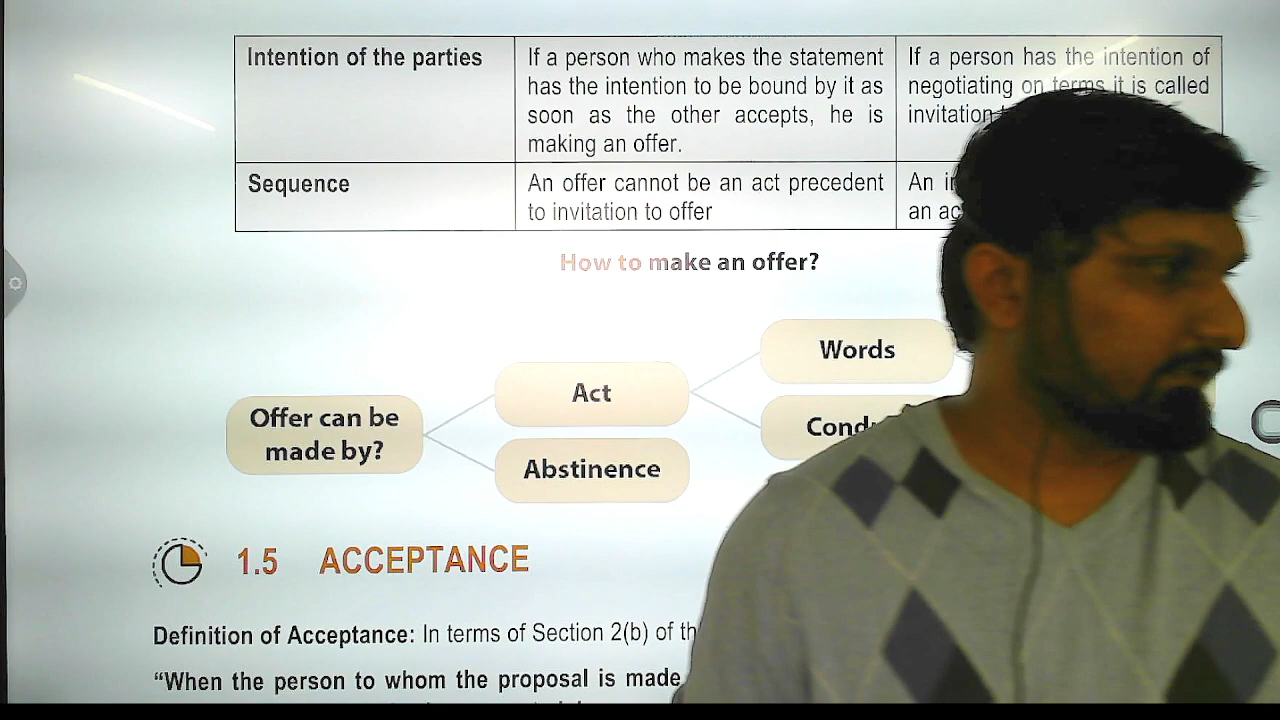 Intention of the parties
If a person who makes the statement
has the intention to be bound by it as
soon as the other accepts, he is
making an offer.
If a person has the intention of
negotiating on terms it is called
invitation
Sequence
An offer cannot be an act precedent
to invitation to offer
An
an
How to make an offer?
Offer can be
made by?
Act
Abstinence
Words
1.5 ACCEPTANCE
Definition of Acceptance: In terms of Section 2(b) of
“When the person to whom the proposal is made